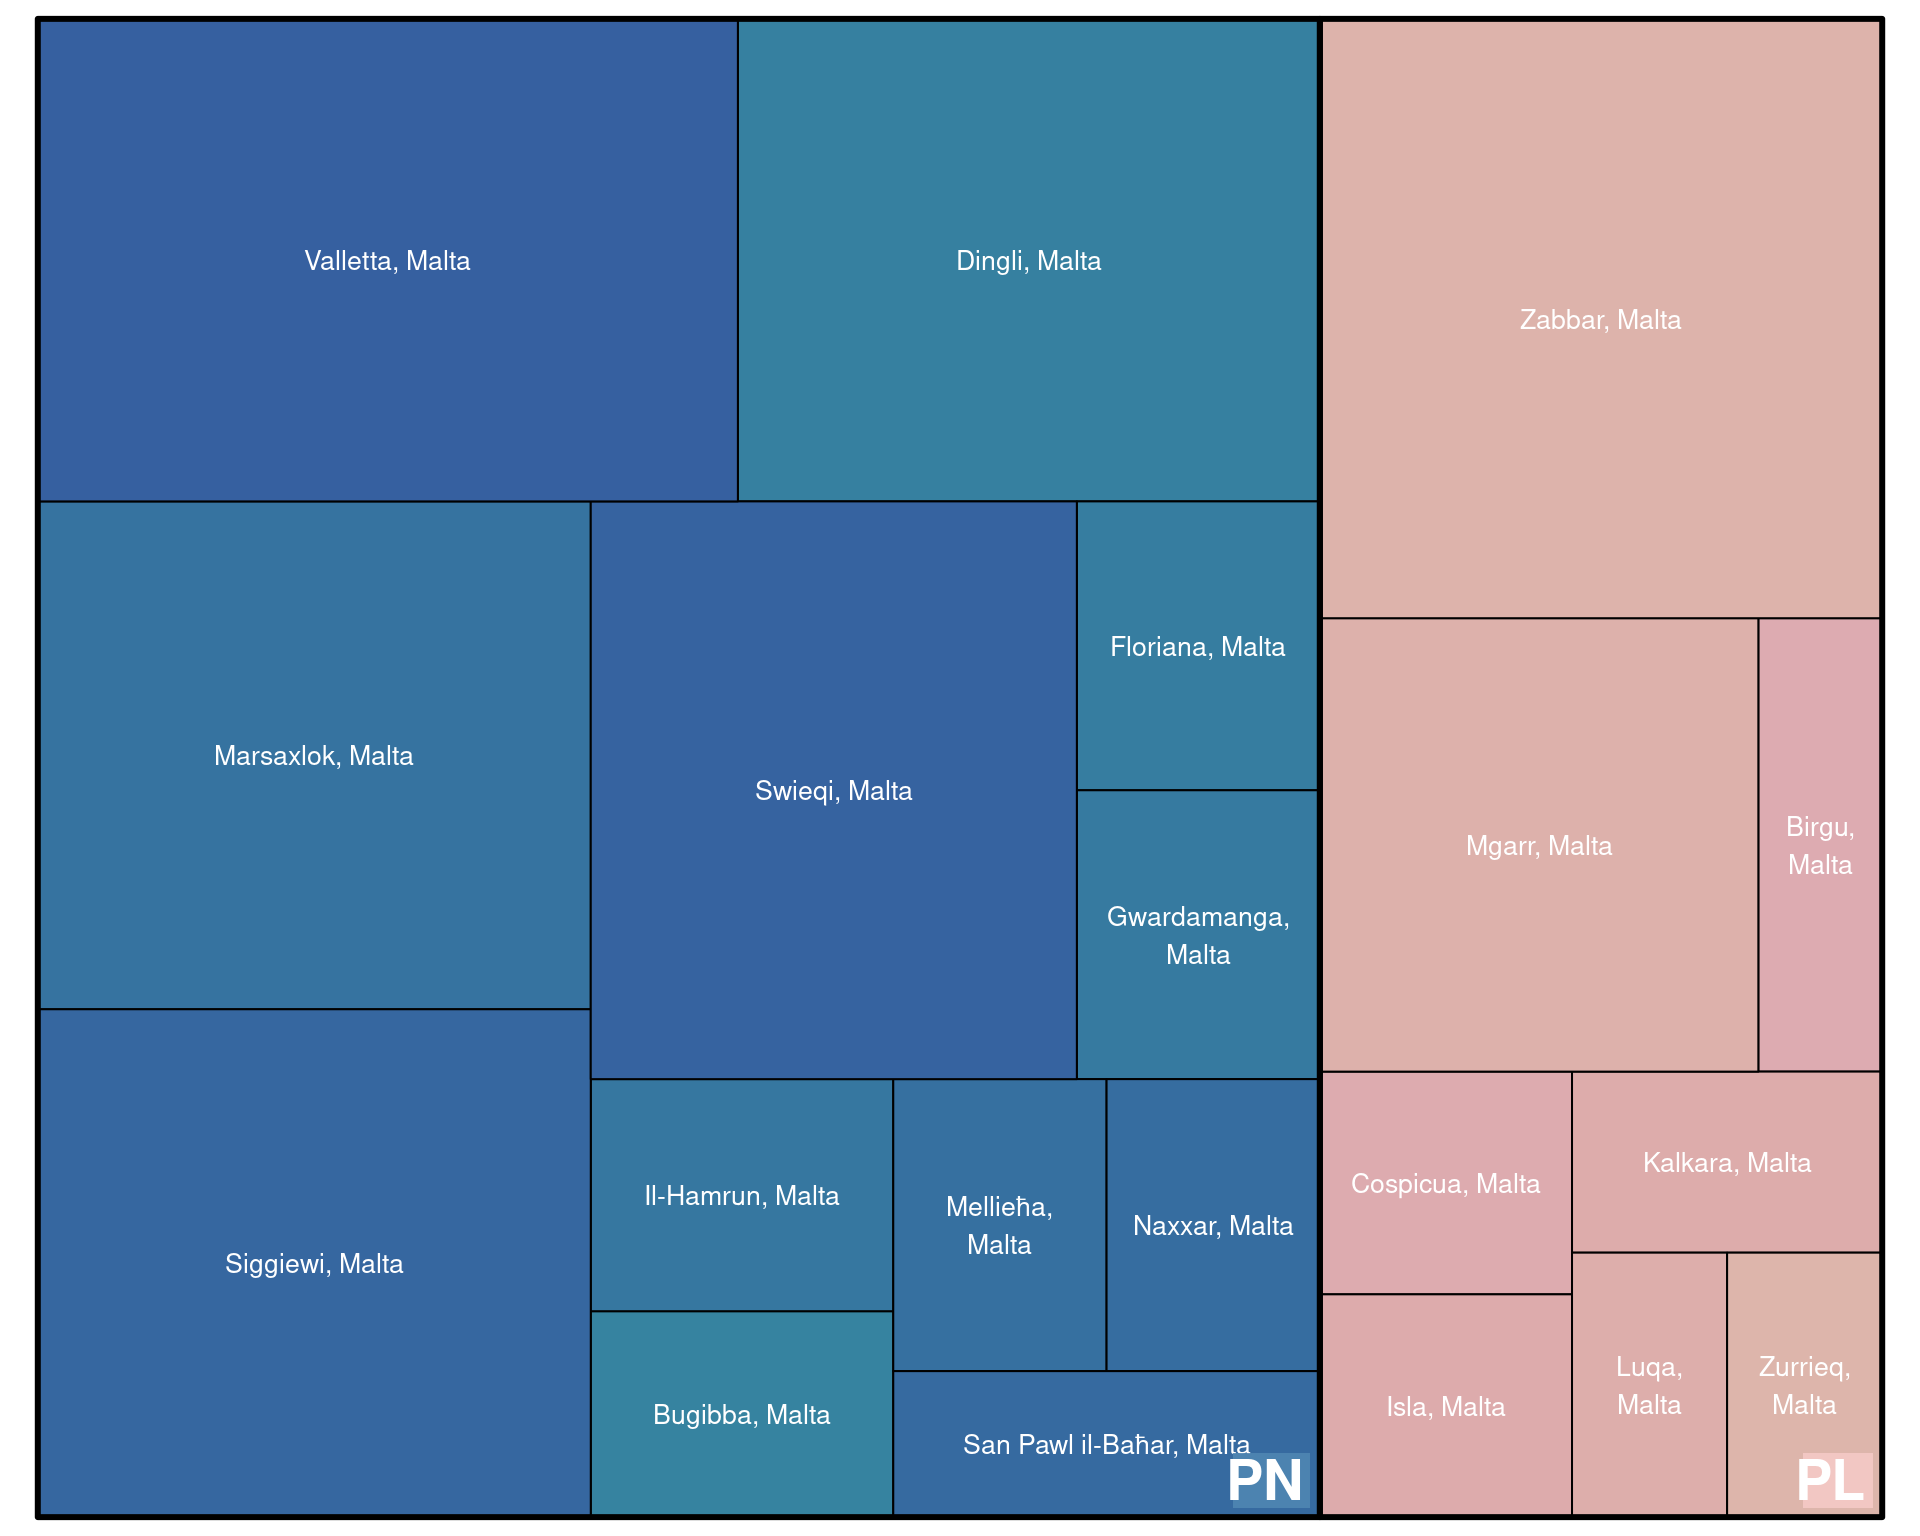 Valletta, Malta
Dingli, Malta
Zabbar, Malta
Marsaxlok, Malta
Swieqi, Malta
Floriana, Malta
Gwardamanga,
Malta
Mgarr, Malta
Birgu,
Malta
Siggiewi, Malta
Il-Hamrun, Malta
Mellieħa,
Malta
Naxxar, Malta
Bugibba, Malta
San Pawl il-Baħar, Malta
PN
Cospicua, Malta
Kalkara, Malta
Isla, Malta
Luqa,
Malta
Zurrieq,
Malta
PL